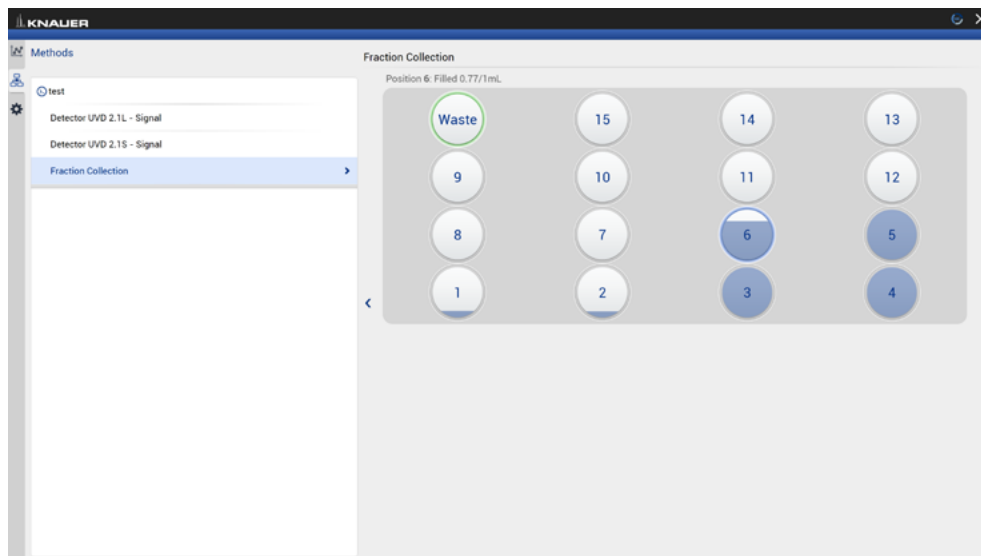 KNAUER
Methods
test
Detector UVD 2.1L - Signal
Detector UVD 2.1S - Signal
Fraction Collection
Fraction Collection
Position 6: Filled 0.77/1mL
Waste 15 14 13
9 10 11 12
8 7 6 5
1 2 3 4